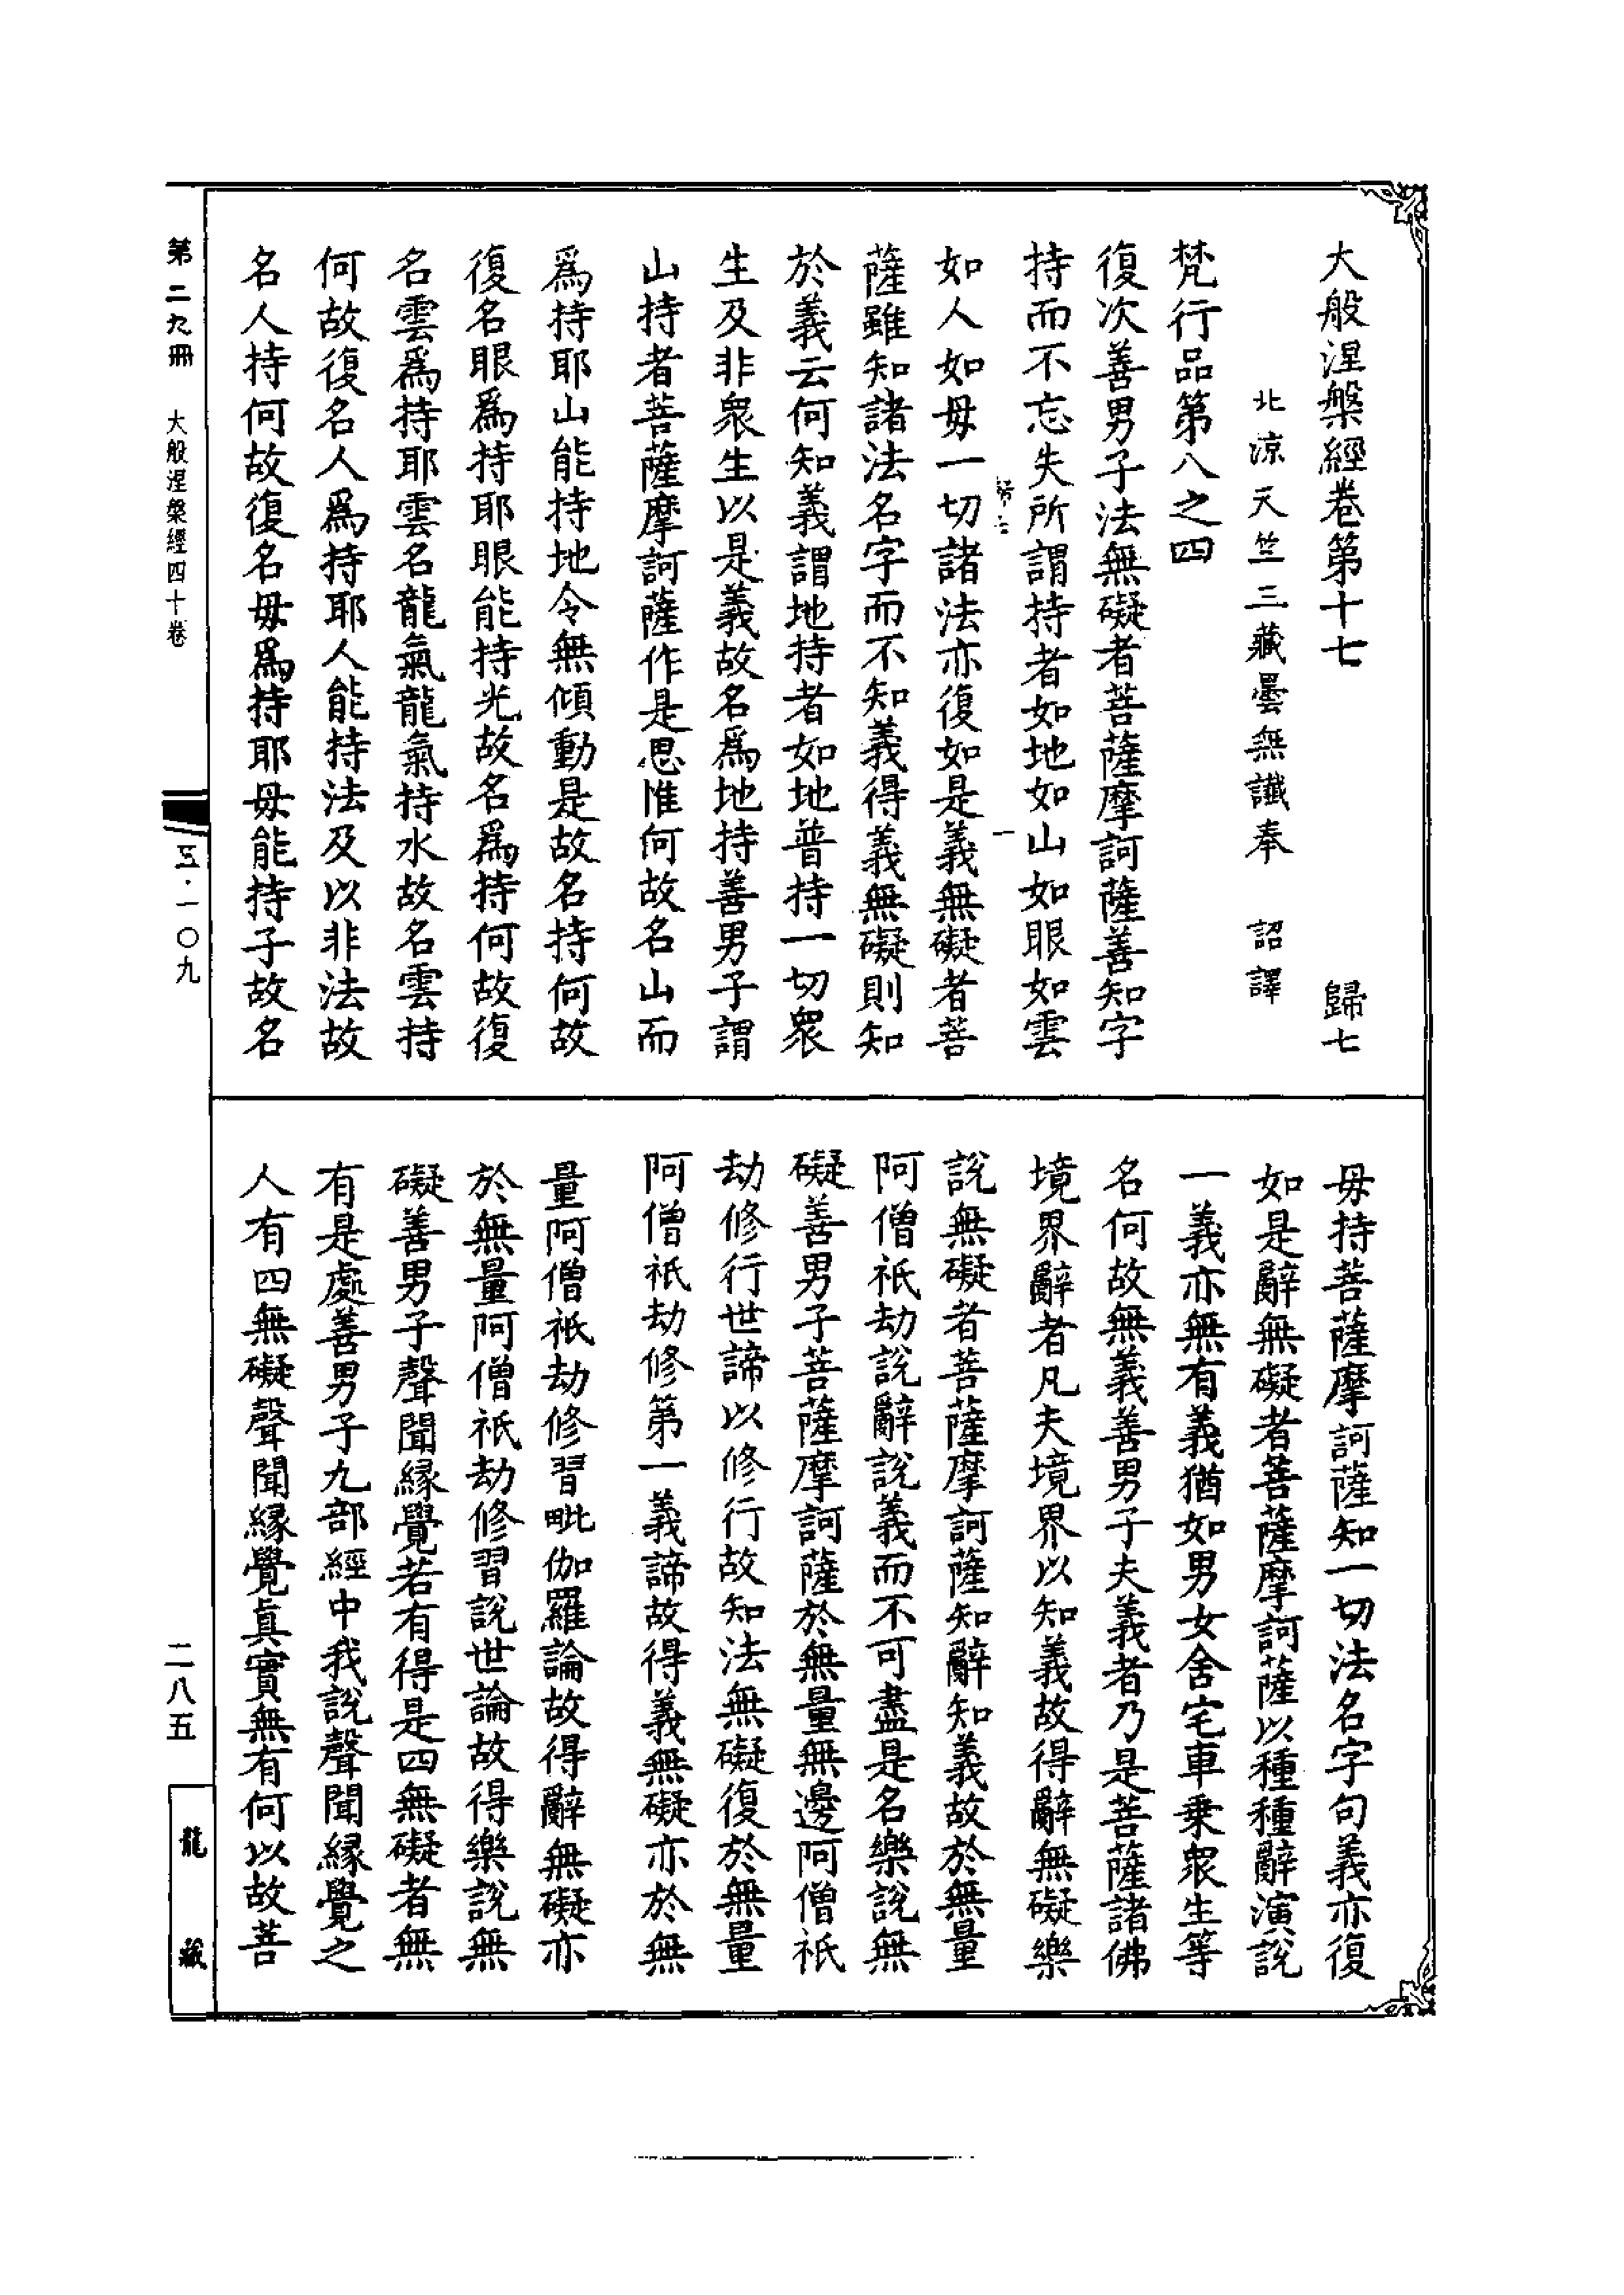 大般涅槃經卷第十七　歸七
北涼天竺三藏曇無讖奉　詔譯
梵行品第八之四
復次善男子法無礙者菩薩摩訶薩善知字
持而不忘失所謂持者如地如山如眼如雲
如人如母一切諸法亦復如是義無礙者菩
薩雖知諸法名字而不知義得義無礙則知
於義云何知義謂地持者如地普持一切衆
生及非衆生以是義故名爲地持善男子謂
山持者菩薩摩訶薩作是思惟何故名山而
爲持耶山能持地令無傾動是故名持何故
復名眼爲持耶眼能持光故名爲持何故復
名雲爲持耶雲名龍氣龍氣持水故名雲持
何故復名人爲持耶人能持法及以非法故
名人持何故復名母爲持耶母能持子故名
母持菩薩摩訶薩知一切法名字句義亦復
如是辭無礙者菩薩摩訶薩以種種辭演說
一義亦無有義猶如男女舍宅車乗衆生等
名何故無義善男子夫義者乃是菩薩諸佛
境界辭者凡夫境界以知義故得辭無礙樂
說無礙者菩薩摩訶薩知辭知義故於無量
阿僧祇劫說辭說義而不可盡是名樂說無
礙善男子菩薩摩訶薩於無量無邊阿僧祇
劫修行世諦以修行故知法無礙復於無量
阿僧祇劫修第一義諦故得義無礙亦於無
量阿僧祇劫修習毗伽羅論故得辭無礙亦
於無量阿僧祇劫修習說世論故得樂說無
礙善男子聲聞緣覺若有得是四無礙者無
有是處善男子九部經中我說聲聞緣覺之
人有四無礙聲聞緣覺眞實無有何以故菩
第二九冊　大般涅槃經四十卷
五·一〇九
二八五
龍藏